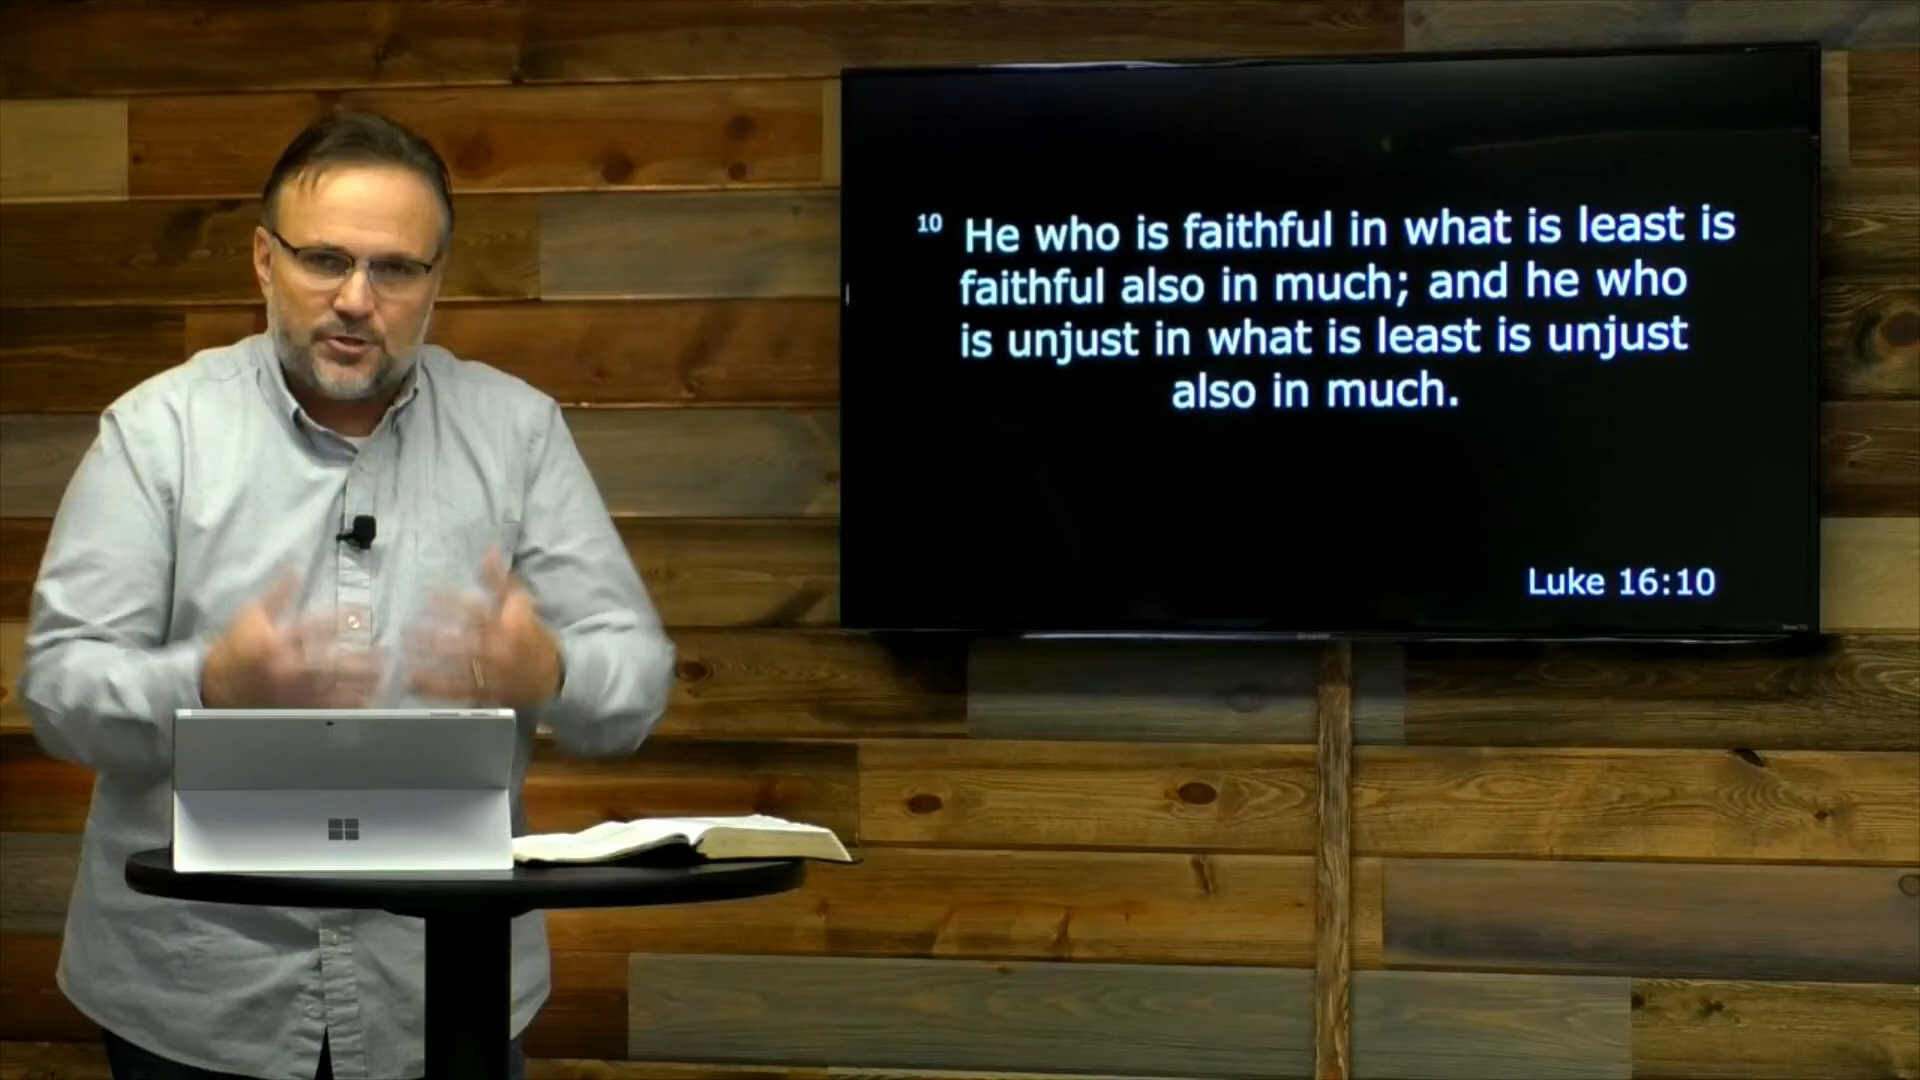 10 He who is faithful in what is least is
faithful also in much; and he who
is unjust in what is least is unjust
also in much.
Luke 16:10